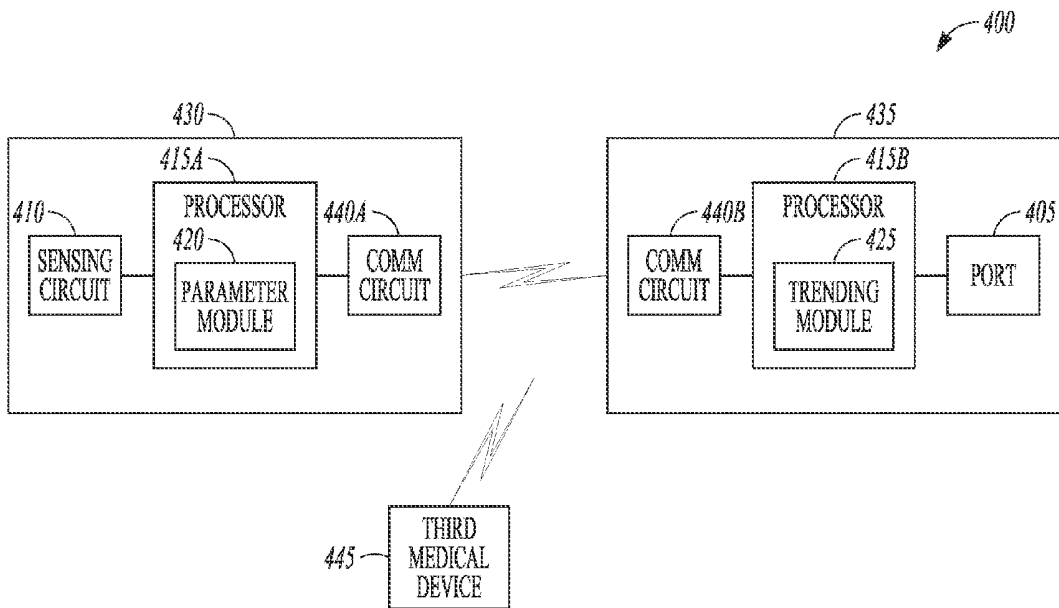 400
430
435
415A
415B
410
PROCESSOR
440A
440B
PROCESSOR
405
SENSING
CIRCUIT
420
PARAMETER
MODULE
COMM
CIRCUIT
COMM
CIRCUIT
425
TRENDING
MODULE
PORT
445
THIRD
MEDICAL
DEVICE